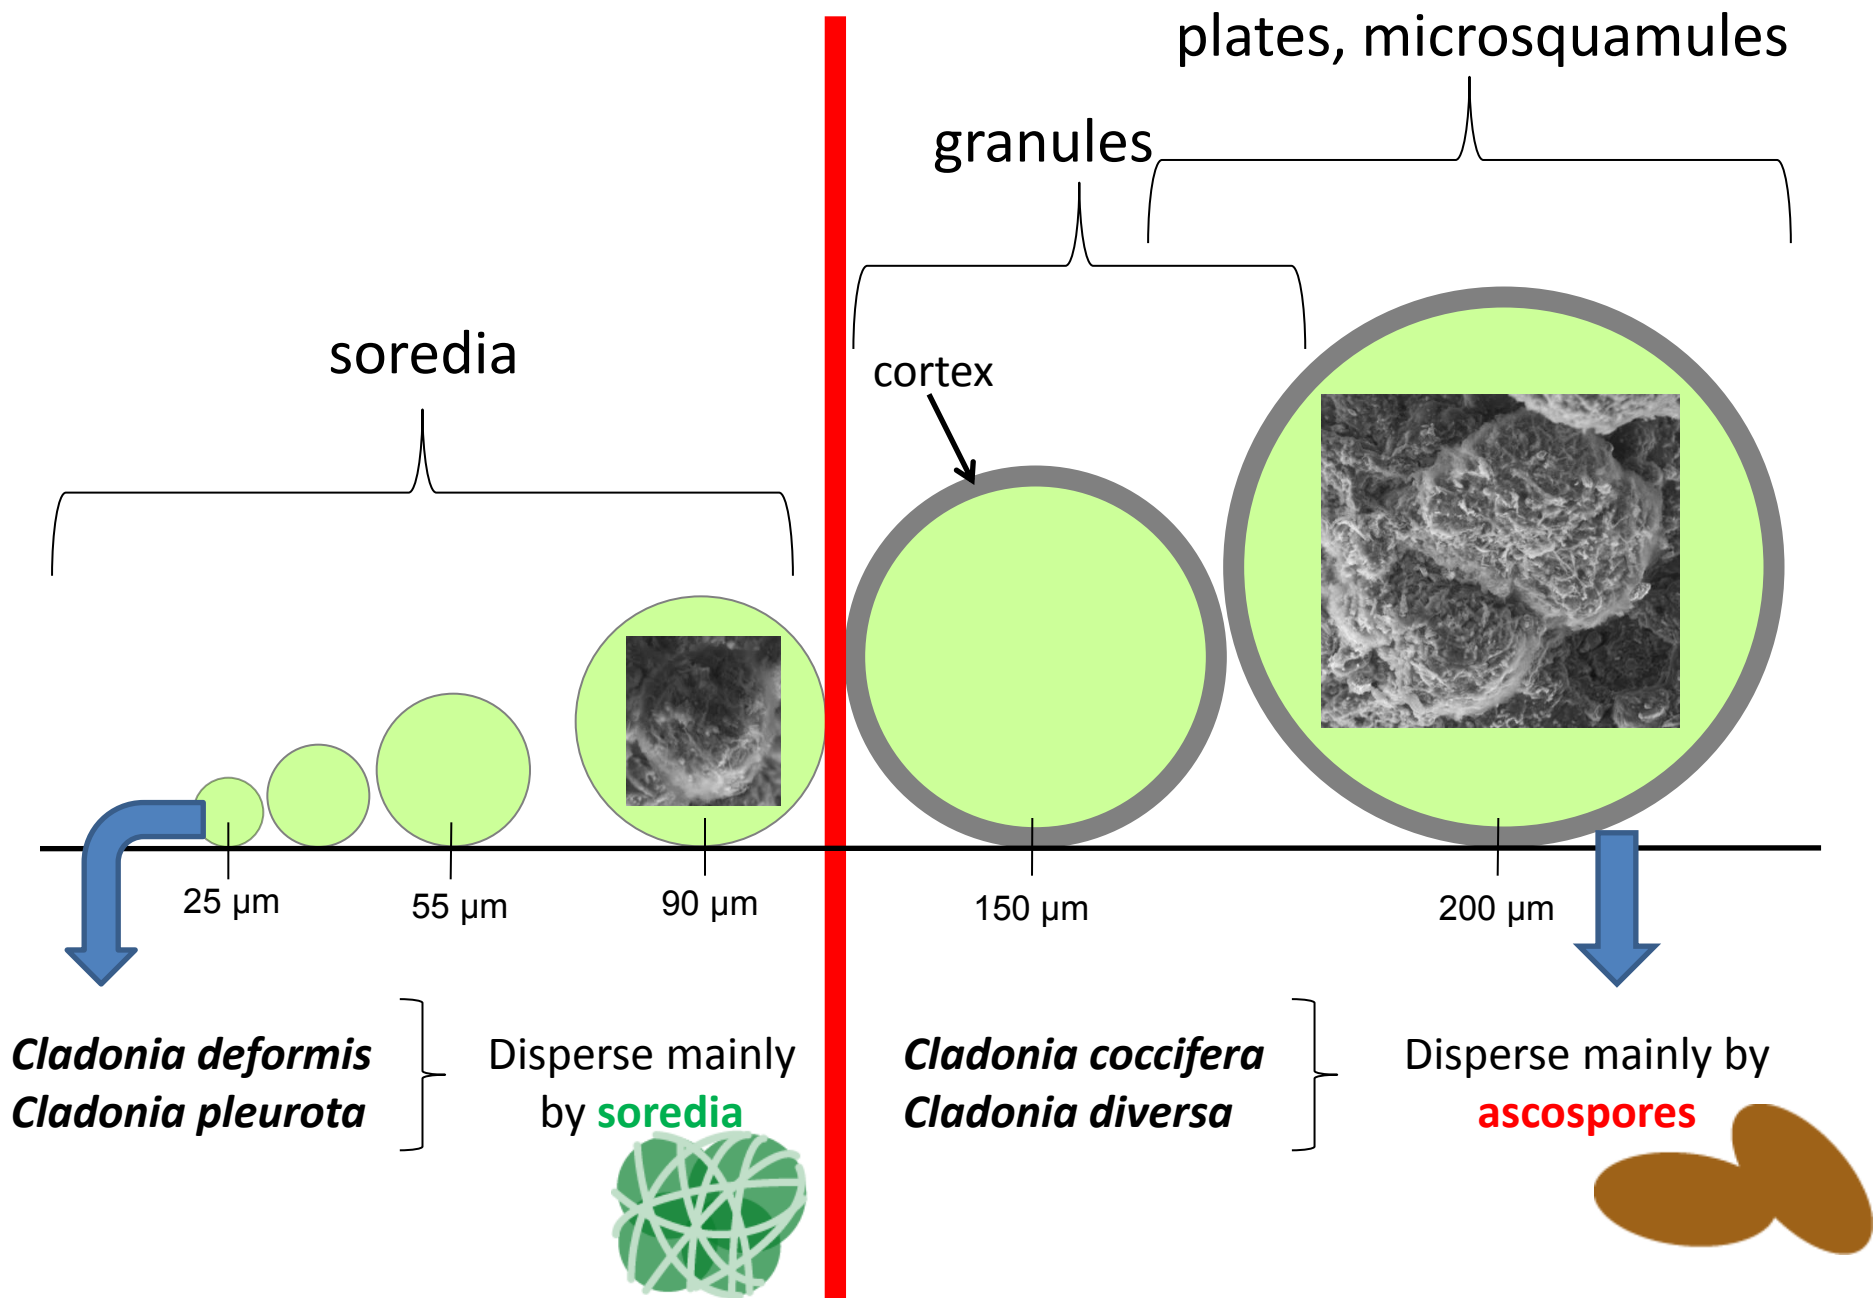 plates, microsquamules
granules
soredia
cortex
25 µm
55 µm
90 µm
150 µm
200 µm
Cladonia deformis
Cladonia pleurota
Disperse mainly
by soredia
Cladonia coccifera
Cladonia diversa
Disperse mainly by
ascospores